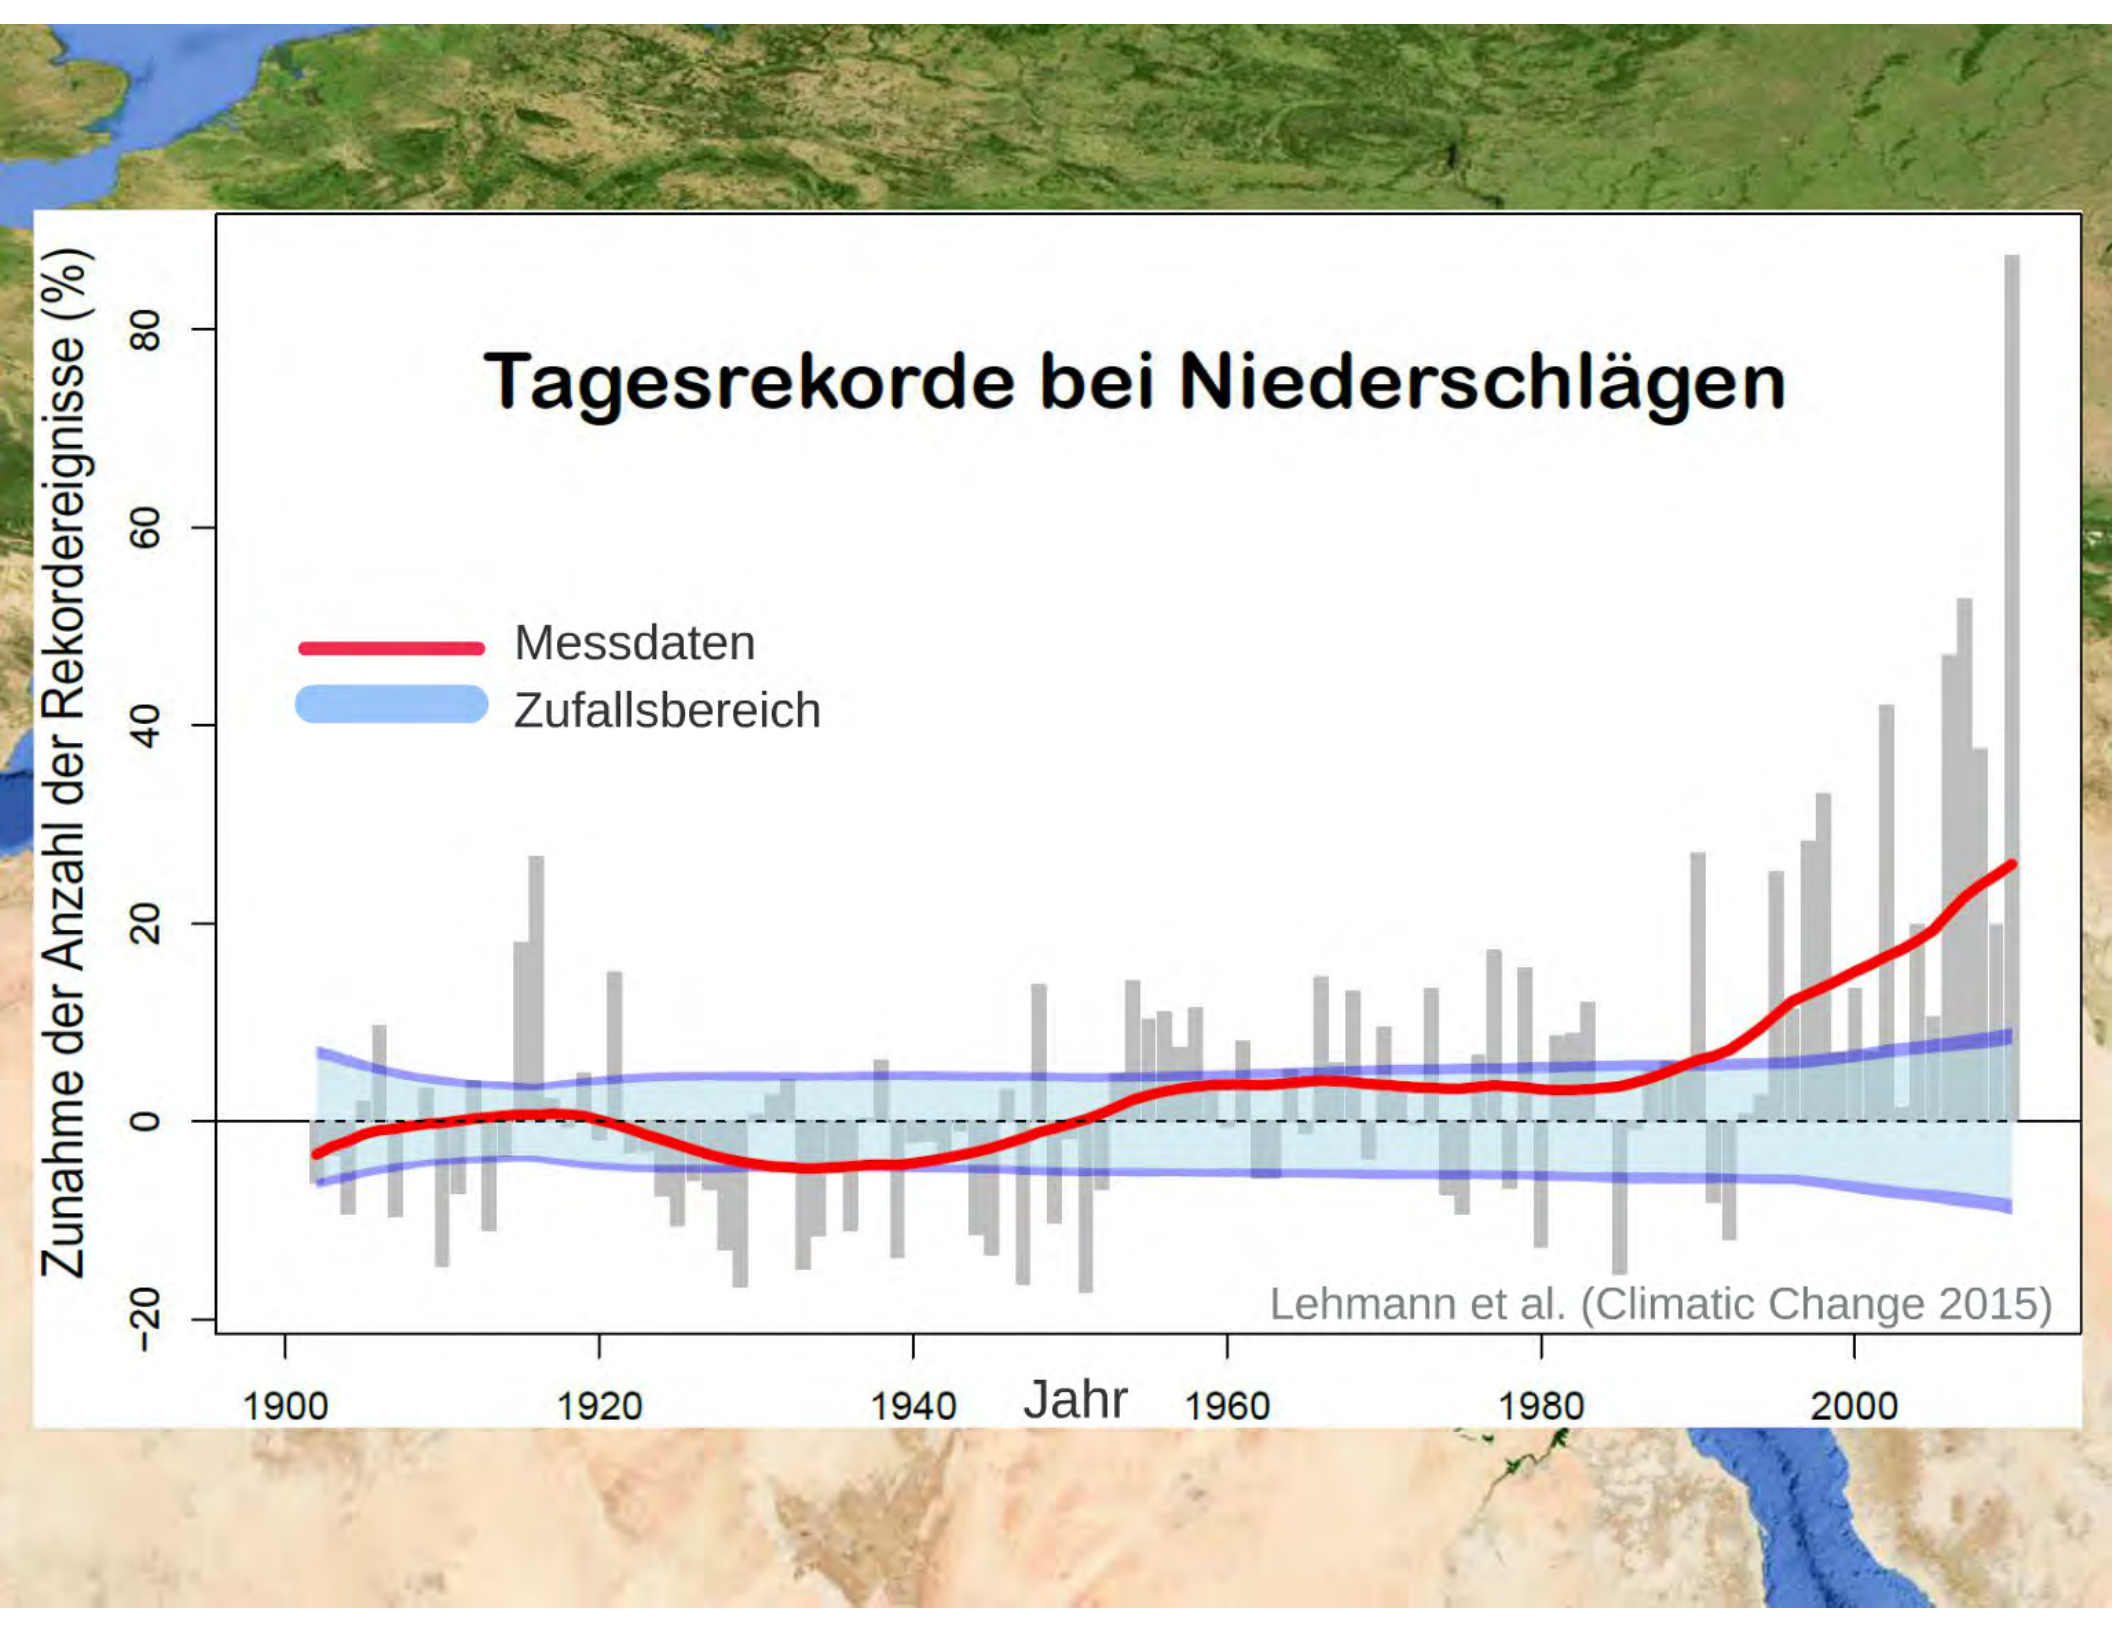 Zunahme der Anzahl der Rekordereignisse (%)
80
60
40
20
0
−20
Tagesrekorde bei Niederschlägen
Messdaten
Zufallsbereich
Lehmann et al. (Climatic Change 2015)
1900
1920
1940
Jahr
1960
1980
2000